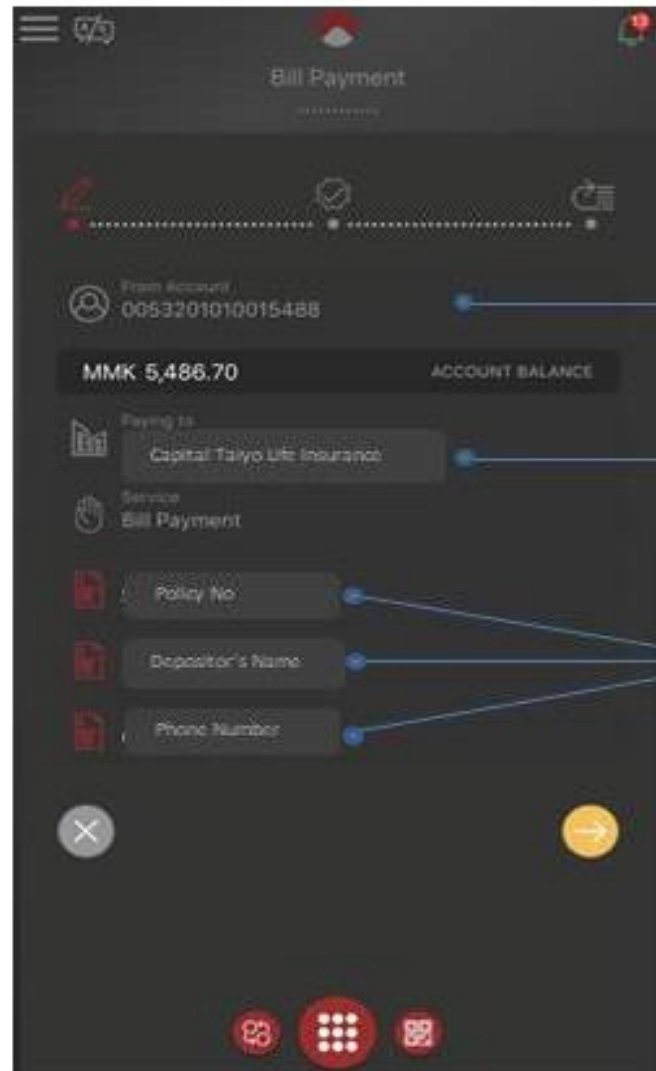 13
Bill Payment
From Account
0053201010015488
MMK 5,486.70 ACCOUNT BALANCE
Paying to
Capital Taiyo Life Insurance
Service
Bill Payment
Policy No
Depositor's Name
Phone Number